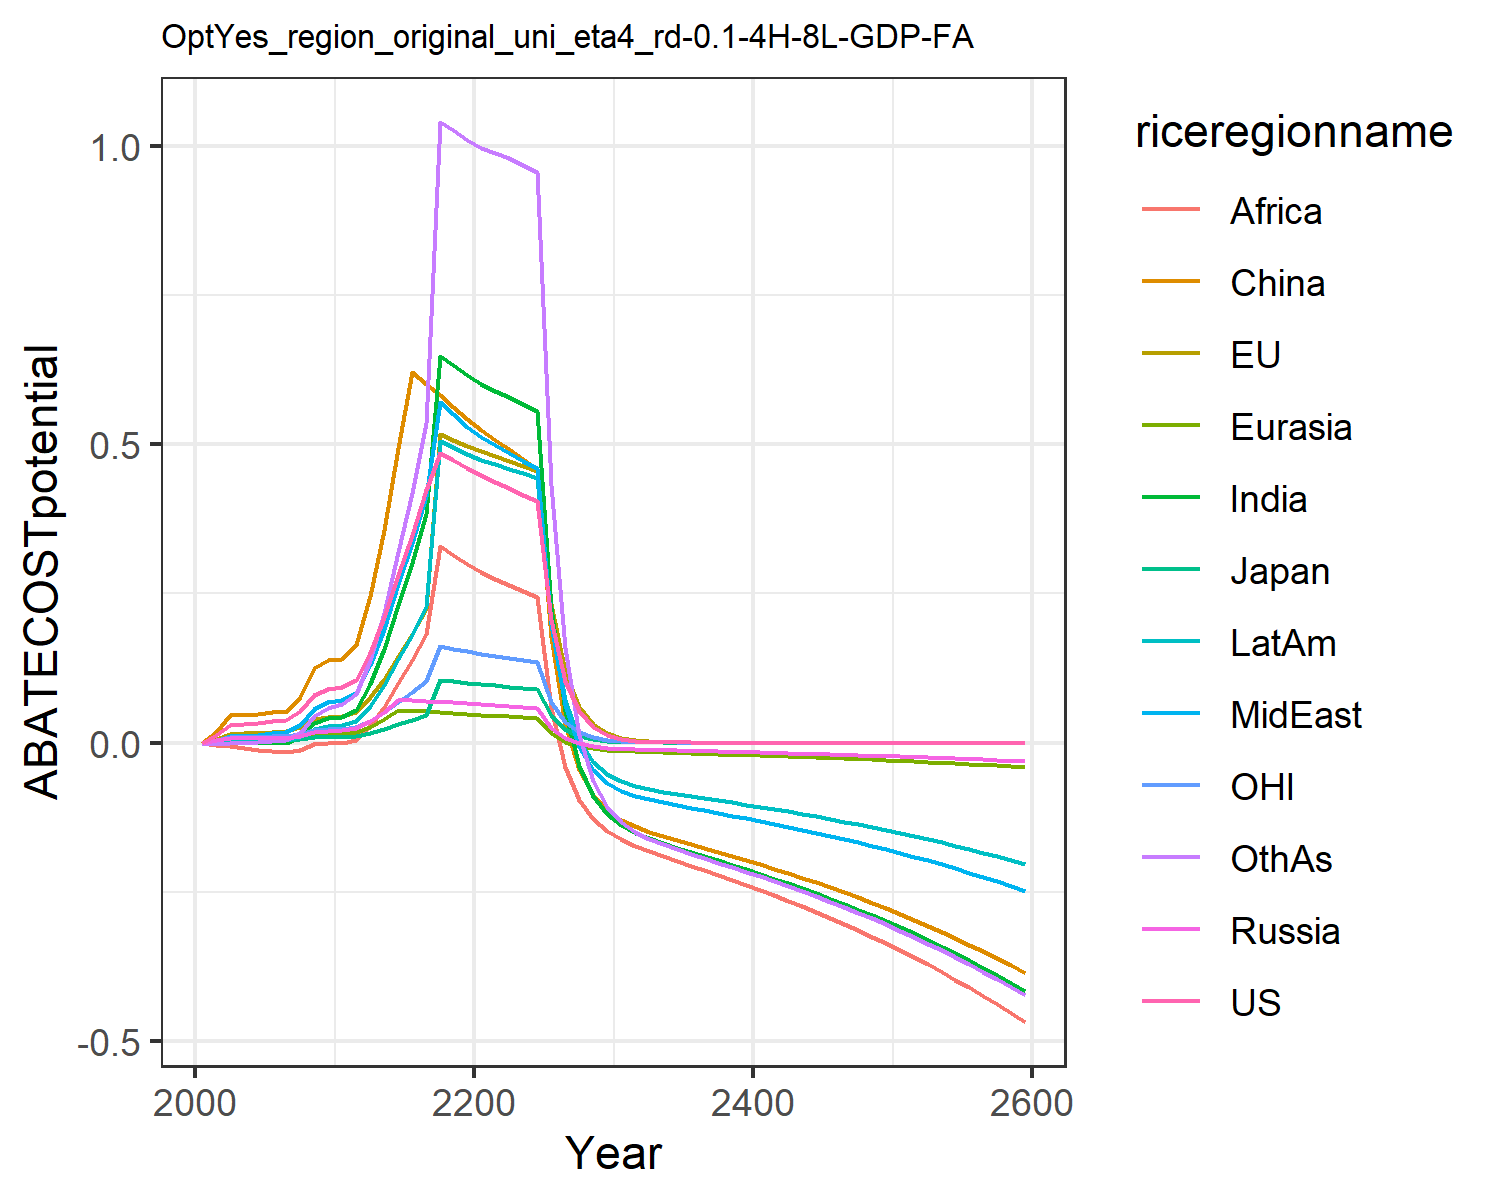 OptYes_region_original_uni_eta4_rd-0.1-4H-8L-GDP-FA
ABATECOSTpotential
1.0
0.5
0.0
-0.5
2000
2200
2400
2600
Year
riceregionname
Africa
China
EU
Eurasia
India
Japan
LatAm
MidEast
OHI
OthAs
Russia
US